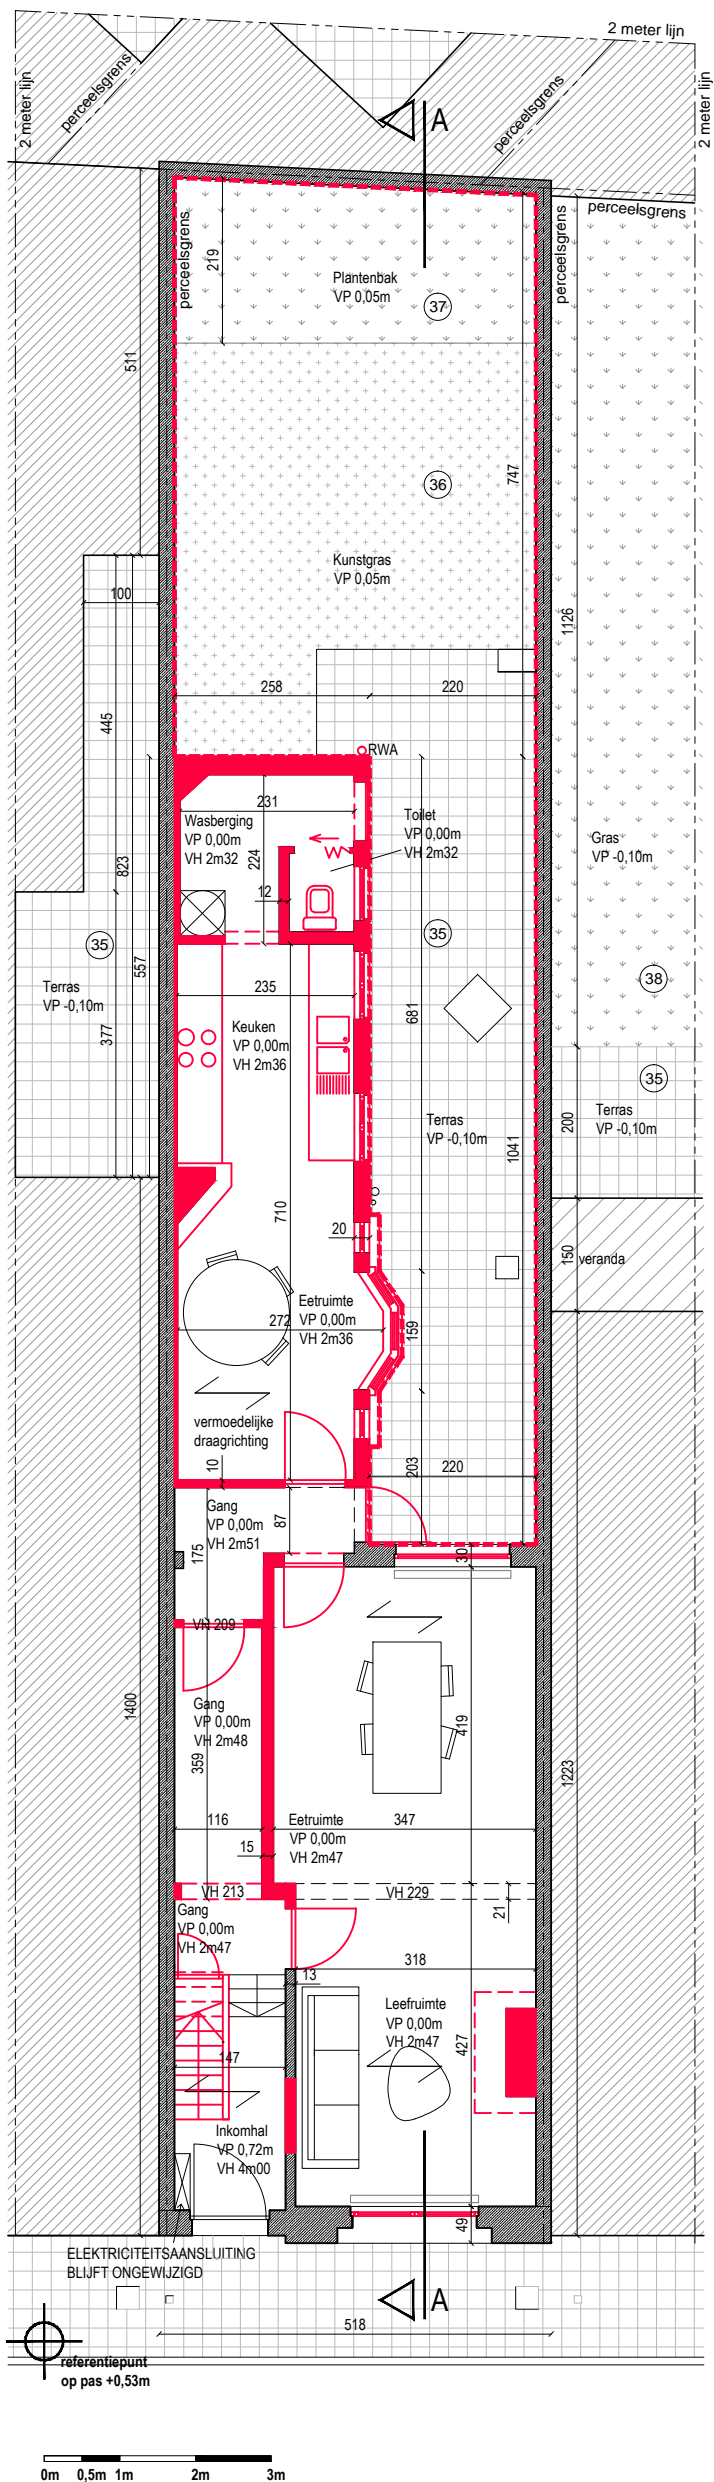 2 meter lijn
2 meter lijn
perceelsgrens
perceelsgrens
2 meter lijn
A
perceelsgrens
perceelsgrens
perceelsgrens
219
Plantenbak
VP 0,05m
37
511
36
747
Kunstgras
VP 0,05m
100
1126
258
220
445
RWA
231
Wasberging
VP 0,00m
VH 2m32
Toilet
VP 0,00m
VH 2m32
224
12
823
Gras
VP -0,10m
35
35
557
38
Terras
VP -0,10m
377
235
Keuken
VP 0,00m
VH 2m36
681
35
Terras
VP -0,10m
200
Terras
VP -0,10m
1041
710
20
150
veranda
Eetruimte
VP 0,00m
VH 2m36
272
159
vermoedelijke
draagrichting
10
203
220
Gang
VP 0,00m
VH 2m51
87
175
30
VH 209
Gang
VP 0,00m
VH 2m48
1400
359
419
1223
116
Eetruimte
VP 0,00m
VH 2m47
347
15
VH 213
VH 229
21
Gang
VP 0,00m
VH 2m47
318
13
Leefruimte
VP 0,00m
VH 2m47
427
147
Inkomhal
VP 0,72m
VH 4m00
49
ELEKTRICITEITSAANSLUITING
BLIJFT ONGEWIJZIGD
A
518
referentiepunt
op pas +0,53m
0m 0,5m 1m 2m 3m